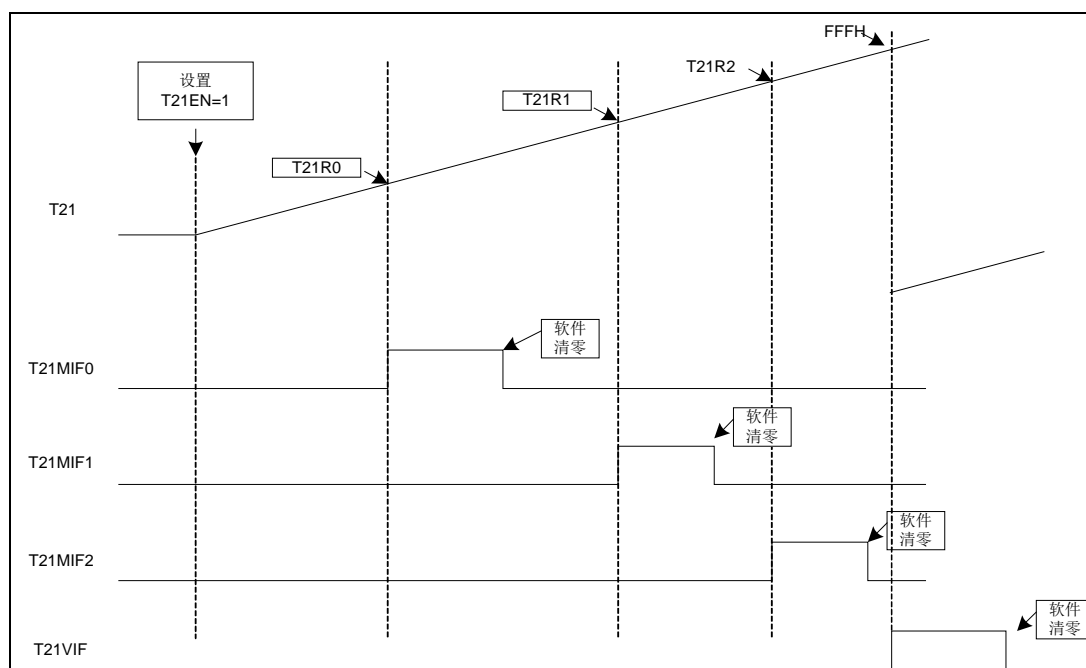 FFFH
设置
T21EN=1
T21R2
T21R1
T21R0
T21
软件
清零
T21MIF0
软件
清零
T21MIF1
软件
清零
T21MIF2
软件
清零
T21VIF